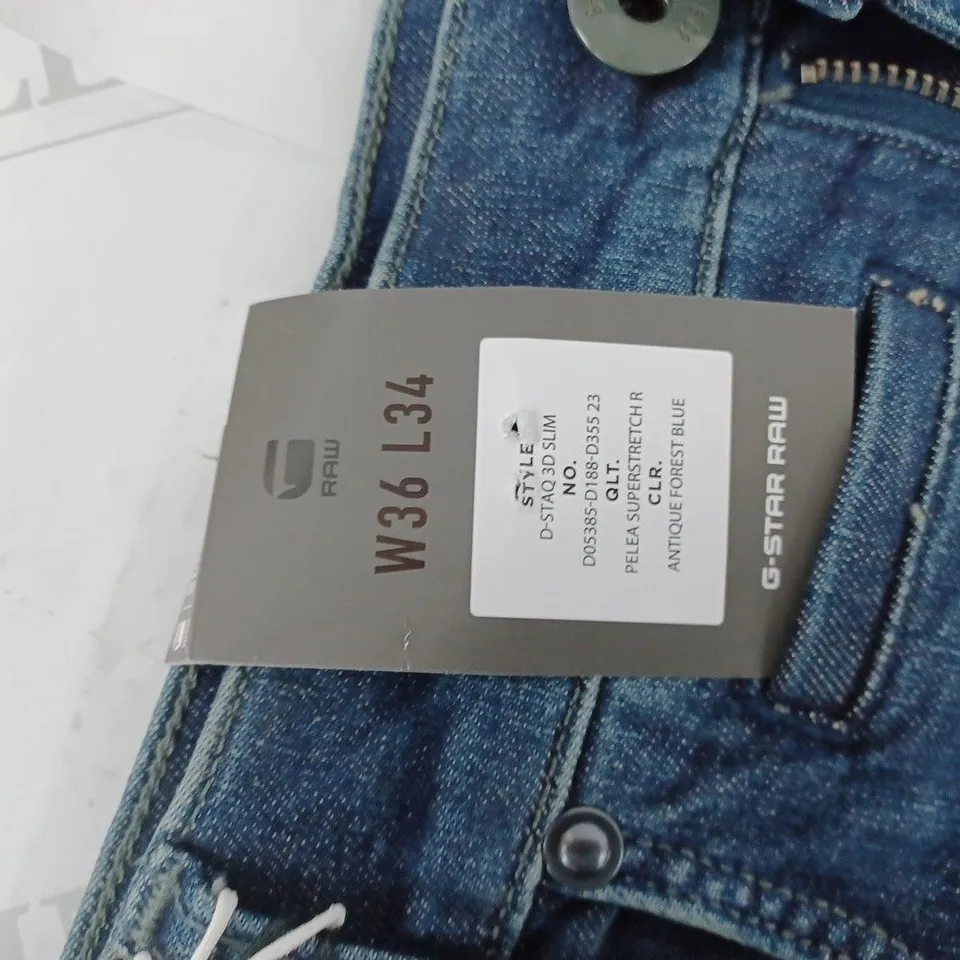 RAW
W36 L34
STYLE
D-STAQ 3D SLIM
NO.
D05385-D188-D355 23
QLT.
PELEA SUPERSTRETCH R
CLR.
ANTIQUE FOREST BLUE
G-STAR RAW